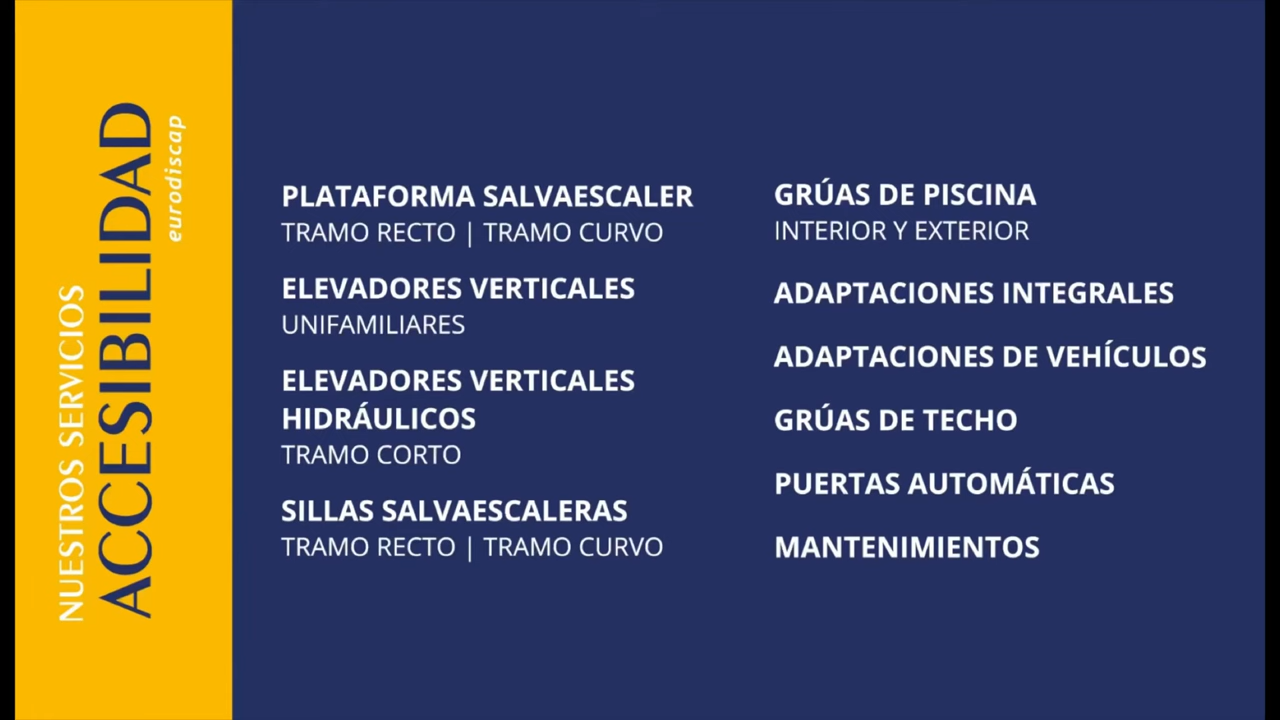 NUESTROS SERVICIOS
ACCESIBILIDAD
eurodiscap
PLATAFORMA SALVAESCALER
TRAMO RECTO | TRAMO CURVO
ELEVADORES VERTICALES
UNIFAMILIARES
ELEVADORES VERTICALES
HIDRÁULICOS
TRAMO CORTO
SILLAS SALVAESCALERAS
TRAMO RECTO | TRAMO CURVO
GRÚAS DE PISCINA
INTERIOR Y EXTERIOR
ADAPTACIONES INTEGRALES
ADAPTACIONES DE VEHÍCULOS
GRÚAS DE TECHO
PUERTAS AUTOMÁTICAS
MANTENIMIENTOS